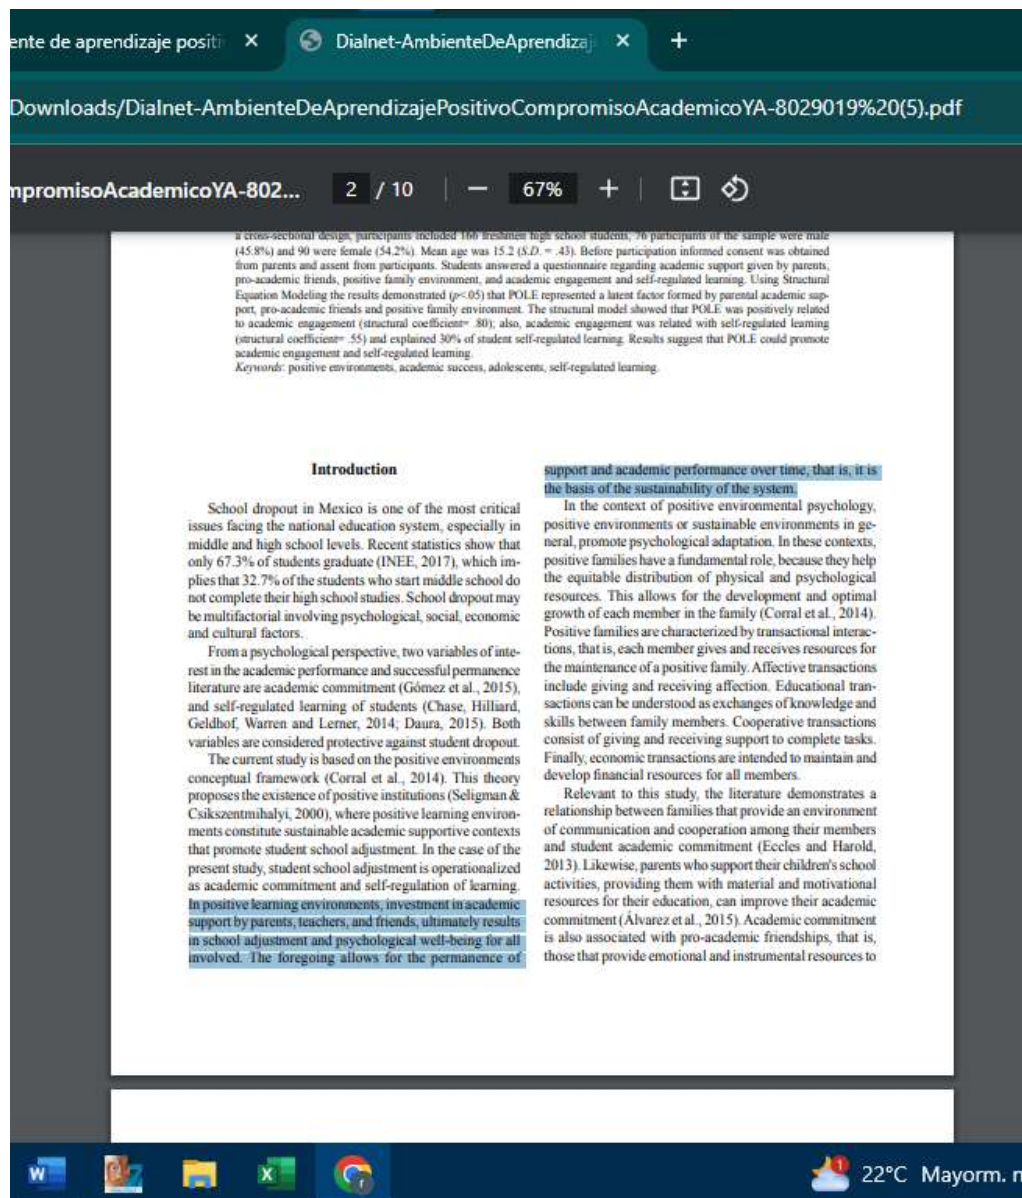 ente de aprendizaje positi
Dialnet-AmbienteDeAprendizaj
Downloads/Dialnet-AmbienteDeAprendizajePositivoCompromisoAcademicoYA-8029019%20(5).pdf
mpromisoAcademicoYA-802...
2 / 10
67%
a cross-sectional design, participants included 166 freshmen high school students, 76 participants of the sample were male
(45.8%) and 90 were female (54.2%). Mean age was 15.2 (S.D. = .43). Before participation informed consent was obtained
from parents and assent from participants. Students answered a questionnaire regarding academic support given by parents,
pro-academic friends, positive family environment, and academic engagement and self-regulated learning. Using Structural
Equation Modeling the results demonstrated (p<.05) that POLE represented a latent factor formed by parental academic sup-
port, pro-academic friends and positive family environment. The structural model showed that POLE was positively related
to academic engagement (structural coefficient= .80); also, academic engagement was related with self-regulated learning
(structural coefficient= .55) and explained 30% of student self-regulated learning. Results suggest that POLE could promote
academic engagement and self-regulated learning.
Keywords: positive environments, academic success, adolescents, self-regulated learning.
Introduction
School dropout in Mexico is one of the most critical
issues facing the national education system, especially in
middle and high school levels. Recent statistics show that
only 67.3% of students graduate (INEE, 2017), which im-
plies that 32.7% of the students who start middle school do
not complete their high school studies. School dropout may
be multifactorial involving psychological, social, economic
and cultural factors.
From a psychological perspective, two variables of inte-
rest in the academic performance and successful permanence
literature are academic commitment (Gómez et al., 2015),
and self-regulated learning of students (Chase, Hilliard,
Geldhof, Warren and Lerner, 2014; Daura, 2015). Both
variables are considered protective against student dropout.
The current study is based on the positive environments
conceptual framework (Corral et al., 2014). This theory
proposes the existence of positive institutions (Seligman &
Csikszentmihalyi, 2000), where positive learning environ-
ments constitute sustainable academic supportive contexts
that promote student school adjustment. In the case of the
present study, student school adjustment is operationalized
as academic commitment and self-regulation of learning.
In positive learning environments, investment in academic
support by parents, teachers, and friends, ultimately results
in school adjustment and psychological well-being for all
involved. The foregoing allows for the permanence of
support and academic performance over time, that is, it is
the basis of the sustainability of the system.
In the context of positive environmental psychology,
positive environments or sustainable environments in ge-
neral, promote psychological adaptation. In these contexts,
positive families have a fundamental role, because they help
the equitable distribution of physical and psychological
resources. This allows for the development and optimal
growth of each member in the family (Corral et al., 2014).
Positive families are characterized by transactional interac-
tions, that is, each member gives and receives resources for
the maintenance of a positive family. Affective transactions
include giving and receiving affection. Educational tran-
sactions can be understood as exchanges of knowledge and
skills between family members. Cooperative transactions
consist of giving and receiving support to complete tasks.
Finally, economic transactions are intended to maintain and
develop financial resources for all members.
Relevant to this study, the literature demonstrates a
relationship between families that provide an environment
of communication and cooperation among their members
and student academic commitment (Eccles and Harold,
2013). Likewise, parents who support their children's school
activities, providing them with material and motivational
resources for their education, can improve their academic
commitment (Álvarez et al., 2015). Academic commitment
is also associated with pro-academic friendships, that is,
those that provide emotional and instrumental resources to
1
22°C Mayorm. n